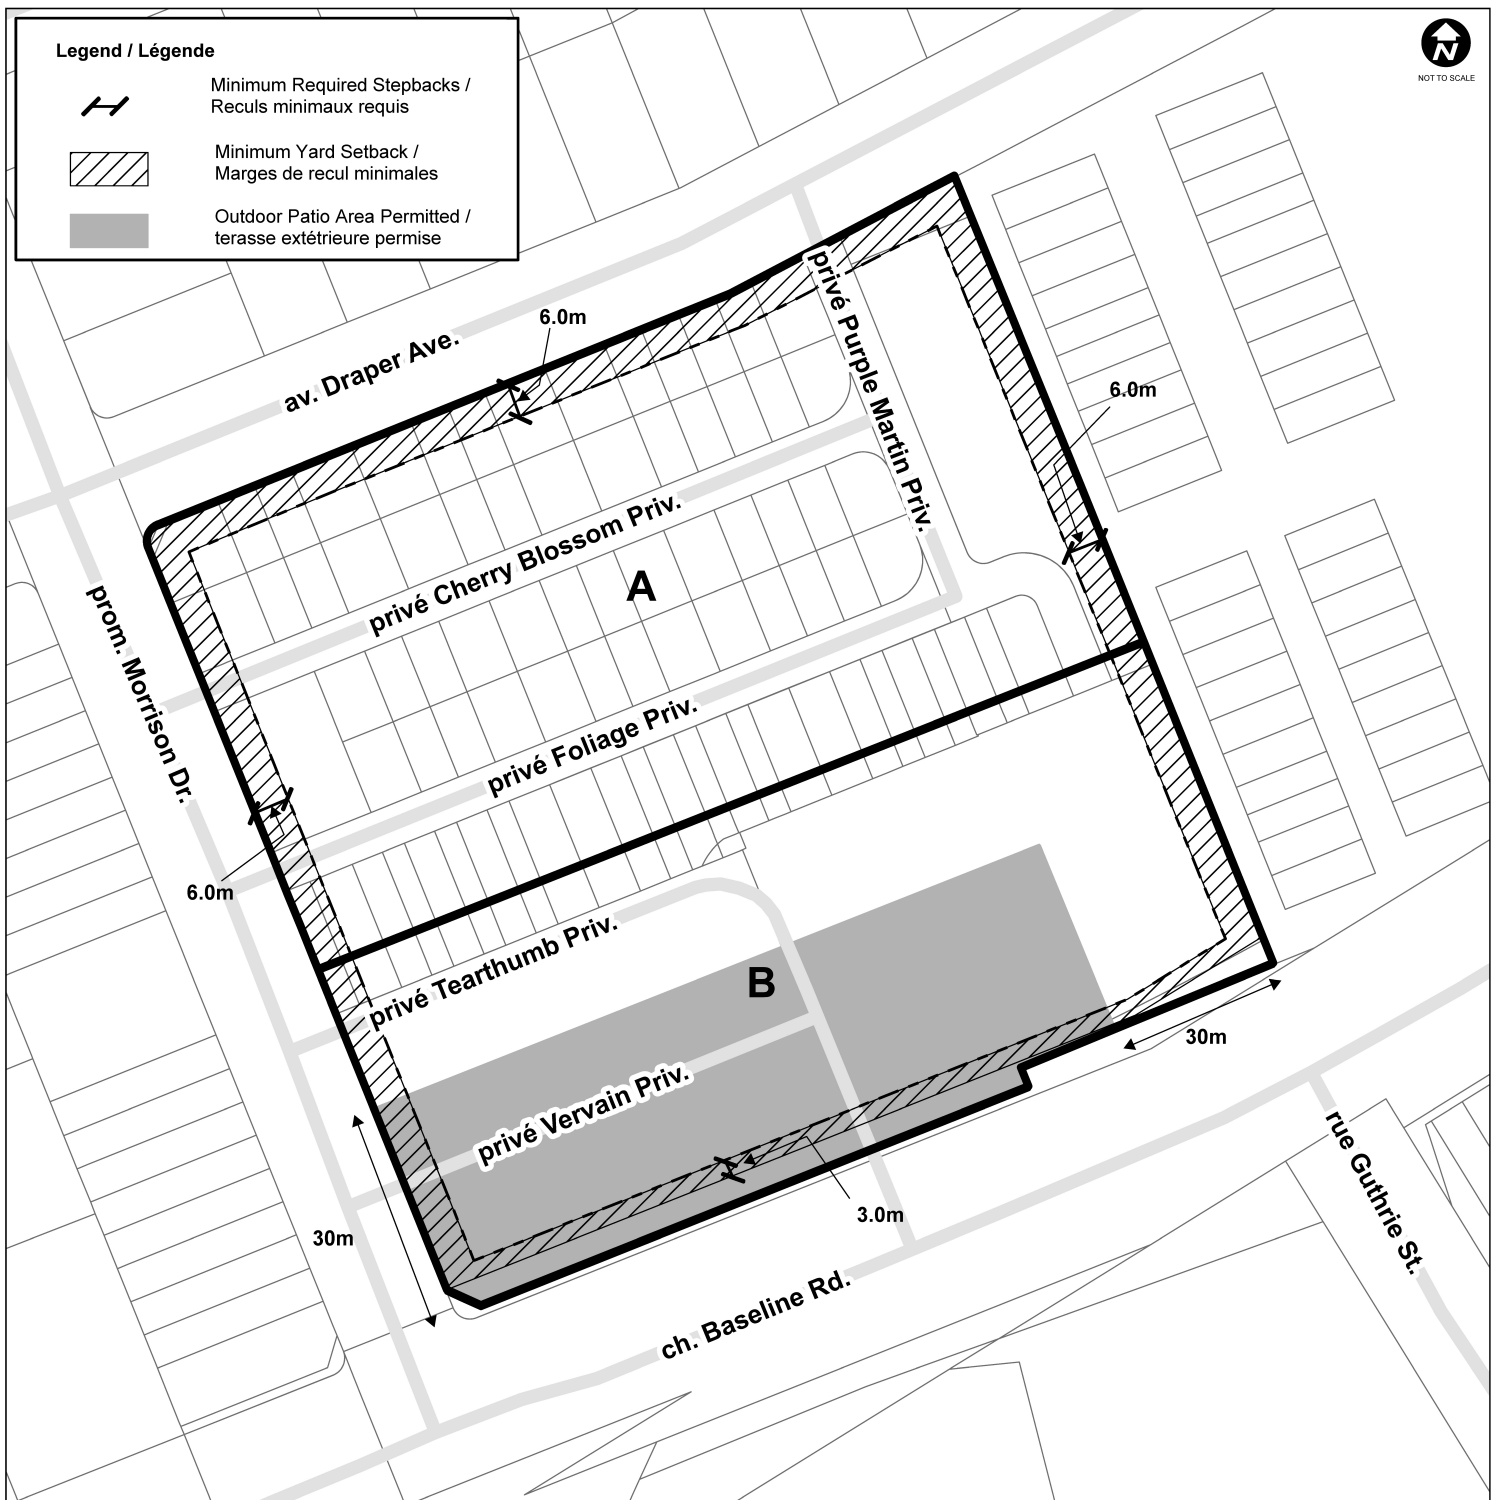 Legend / Légende
Minimum Required Stepbacks /
Reculs minimaux requis
Minimum Yard Setback /
Marges de recul minimales
Outdoor Patio Area Permitted /
terasse extétrieure permise
N
NOT TO SCALE
av. Draper Ave.
6.0m
privé Purple Martin Priv.
6.0m
privé Cherry Blossom Priv.
A
prom. Morrison Dr.
privé Foliage Priv.
6.0m
privé Tearthumb Priv.
B
30m
privé Vervain Priv.
30m
3.0m
rue Guthrie St.
ch. Baseline Rd.